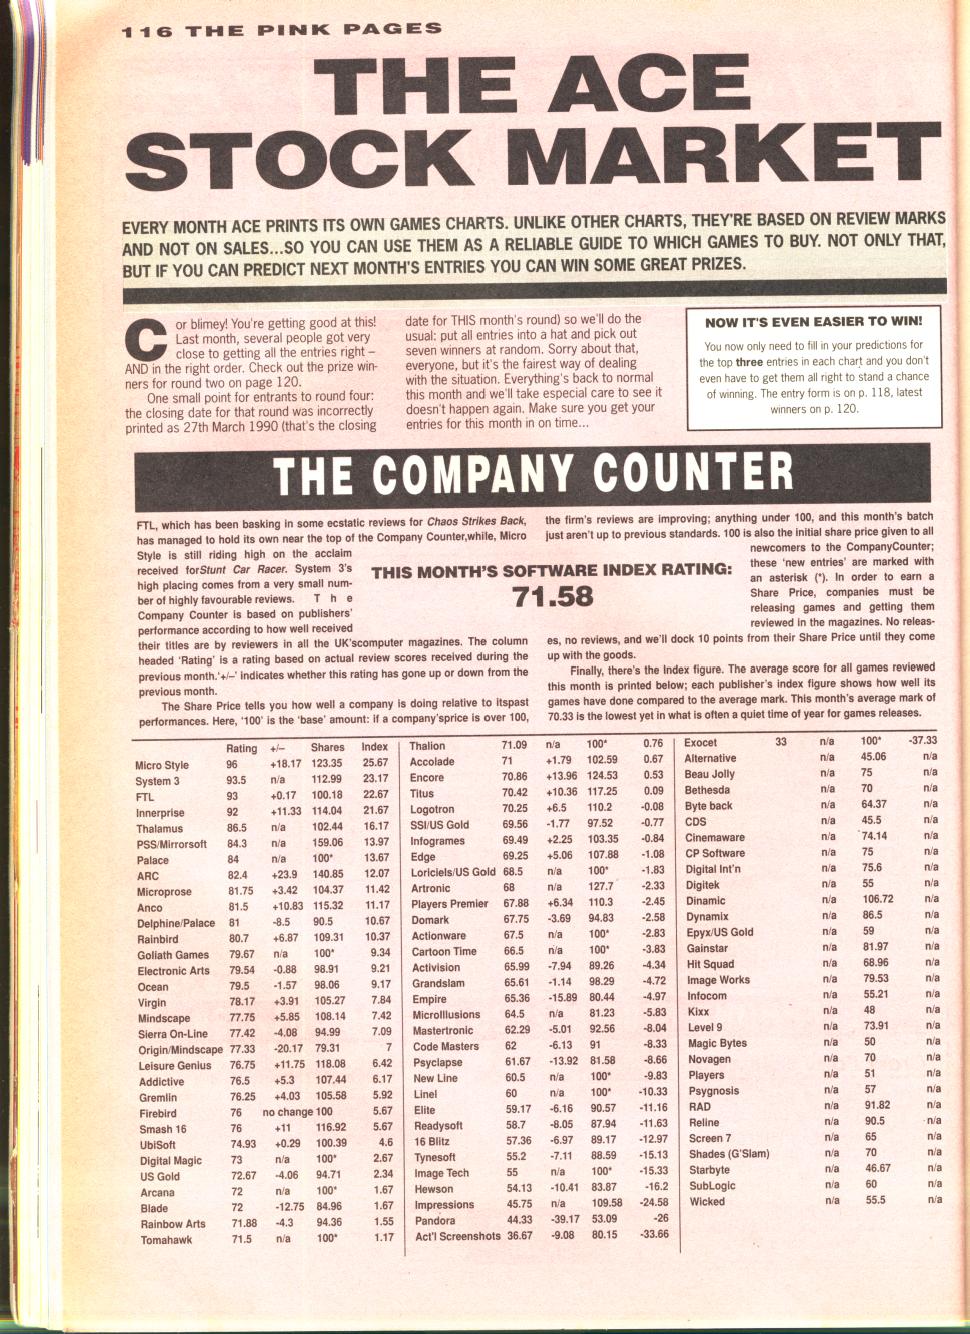 116 THE PINK PAGES
THE ACE
STOCK MARKET
EVERY MONTH ACE PRINTS ITS OWN GAMES CHARTS. UNLIKE OTHER CHARTS, THEY'RE BASED ON REVIEW MARKS
AND NOT ON SALES...SO YOU CAN USE THEM AS A RELIABLE GUIDE TO WHICH GAMES TO BUY. NOT ONLY THAT,
BUT IF YOU CAN PREDICT NEXT MONTH'S ENTRIES YOU CAN WIN SOME GREAT PRIZES.
Cor blimey! You're getting good at this!
Last month, several people got very
close to getting all the entries right –
AND in the right order. Check out the prize win-
ners for round two on page 120.
One small point for entrants to round four:
the closing date for that round was incorrectly
printed as 27th March 1990 (that's the closing
date for THIS month's round) so we'll do the
usual: put all entries into a hat and pick out
seven winners at random. Sorry about that,
everyone, but it's the fairest way of dealing
with the situation. Everything's back to normal
this month and we'll take especial care to see it
doesn't happen again. Make sure you get your
entries for this month in on time...
NOW IT'S EVEN EASIER TO WIN!
You now only need to fill in your predictions for
the top three entries in each chart and you don't
even have to get them all right to stand a chance
of winning. The entry form is on p. 118, latest
winners on p. 120.
THE COMPANY COUNTER
FTL, which has been basking in some ecstatic reviews for Chaos Strikes Back,
has managed to hold its own near the top of the Company Counter,while, Micro
Style is still riding high on the acclaim
received forStunt Car Racer. System 3's
high placing comes from a very small num-
ber of highly favourable reviews. T h e
Company Counter is based on publishers'
performance according to how well received
their titles are by reviewers in all the UK'scomputer magazines. The column
headed 'Rating' is a rating based on actual review scores received during the
previous month.'+/–' indicates whether this rating has gone up or down from the
previous month.
The Share Price tells you how well a company is doing relative to itspast
performances. Here, '100' is the 'base' amount: if a company'sprice is over 100,
THIS MONTH'S SOFTWARE INDEX RATING:
71.58
the firm's reviews are improving; anything under 100, and this month's batch
just aren't up to previous standards. 100 is also the initial share price given to all
newcomers to the CompanyCounter;
these 'new entries' are marked with
an asterisk (*). In order to earn a
Share Price, companies must be
releasing games and getting them
reviewed in the magazines. No releas-
es, no reviews, and we'll dock 10 points from their Share Price until they come
up with the goods.
Finally, there's the Index figure. The average score for all games reviewed
this month is printed below; each publisher's index figure shows how well its
games have done compared to the average mark. This month's average mark of
70.33 is the lowest yet in what is often a quiet time of year for games releases.
Rating +/– Shares Index
Micro Style 96 +18.17 123.35 25.67
System 3 93.5 n/a 112.99 23.17
FTL 93 +0.17 100.18 22.67
Innerprise 92 +11.33 114.04 21.67
Thalamus 86.5 n/a 102.44 16.17
PSS/Mirrorsoft 84.3 n/a 159.06 13.97
Palace 84 n/a 100* 13.67
ARC 82.4 +23.9 140.85 12.07
Microprose 81.75 +3.42 104.37 11.42
Anco 81.5 +10.83 115.32 11.17
Delphine/Palace 81 -8.5 90.5 10.67
Rainbird 80.7 +6.87 109.31 10.37
Goliath Games 79.67 n/a 100* 9.34
Electronic Arts 79.54 -0.88 98.91 9.21
Ocean 79.5 -1.57 98.06 9.17
Virgin 78.17 +3.91 105.27 7.84
Mindscape 77.75 +5.85 108.14 7.42
Sierra On-Line 77.42 -4.08 94.99 7.09
Origin/Mindscape 77.33 -20.17 79.31 7
Leisure Genius 76.75 +11.75 118.08 6.42
Addictive 76.5 +5.3 107.44 6.17
Gremlin 76.25 +4.03 105.58 5.92
Firebird 76 no change 100 5.67
Smash 16 76 +11 116.92 5.67
UbiSoft 74.93 +0.29 100.39 4.6
Digital Magic 73 n/a 100* 2.67
US Gold 72.67 -4.06 94.71 2.34
Arcana 72 n/a 100* 1.67
Blade 72 -12.75 84.96 1.67
Rainbow Arts 71.88 -4.3 94.36 1.55
Tomahawk 71.5 n/a 100* 1.17
Thalion 71.09 n/a 100* 0.76
Accolade 71 +1.79 102.59 0.67
Encore 70.86 +13.96 124.53 0.53
Titus 70.42 +10.36 117.25 0.09
Logotron 70.25 +6.5 110.2 -0.08
SSI/US Gold 69.56 -1.77 97.52 -0.77
Infogrames 69.49 +2.25 103.35 -0.84
Edge 69.25 +5.06 107.88 -1.08
Loriciels/US Gold 68.5 n/a 100* -1.83
Artronic 68 n/a 127.7 -2.33
Players Premier 67.88 +6.34 110.3 -2.45
Domark 67.75 -3.69 94.83 -2.58
Actionware 67.5 n/a 100* -2.83
Cartoon Time 66.5 n/a 100* -3.83
Activision 65.99 -7.94 89.26 -4.34
Grandslam 65.61 -1.14 98.29 -4.72
Empire 65.36 -15.89 80.44 -4.97
MicroIllusions 64.5 n/a 81.23 -5.83
Mastertronic 62.29 -5.01 92.56 -8.04
Code Masters 62 -6.13 91 -8.33
Psyclapse 61.67 -13.92 81.58 -8.66
New Line 60.5 n/a 100* -9.83
Linel 60 n/a 100* -10.33
Elite 59.17 -6.16 90.57 -11.16
Readysoft 58.7 -8.05 87.94 -11.63
16 Blitz 57.36 -6.97 89.17 -12.97
Tynesoft 55.2 -7.11 88.59 -15.13
Image Tech 55 n/a 100* -15.33
Hewson 54.13 -10.41 83.87 -16.2
Impressions 45.75 n/a 109.58 -24.58
Pandora 44.33 -39.17 53.09 -26
Act'l Screenshots 36.67 -9.08 80.15 -33.66
Exocet 33 n/a 100* -37.33
Alternative n/a 45.06 n/a
Beau Jolly n/a 75 n/a
Bethesda n/a 70 n/a
Byte back n/a 64.37 n/a
CDS n/a 45.5 n/a
Cinemaware n/a 74.14 n/a
CP Software n/a 75 n/a
Digital Int'n n/a 75.6 n/a
Digitek n/a 55 n/a
Dinamic n/a 106.72 n/a
Dynamix n/a 86.5 n/a
Epyx/US Gold n/a 59 n/a
Gainstar n/a 81.97 n/a
Hit Squad n/a 68.96 n/a
Image Works n/a 79.53 n/a
Infocom n/a 55.21 n/a
Kixx n/a 48 n/a
Level 9 n/a 73.91 n/a
Magic Bytes n/a 50 n/a
Novagen n/a 70 n/a
Players n/a 51 n/a
Psygnosis n/a 57 n/a
RAD n/a 91.82 n/a
Reline n/a 90.5 n/a
Screen 7 n/a 65 n/a
Shades (G'Slam) n/a 70 n/a
Starbyte n/a 46.67 n/a
SubLogic n/a 60 n/a
Wicked n/a 55.5 n/a